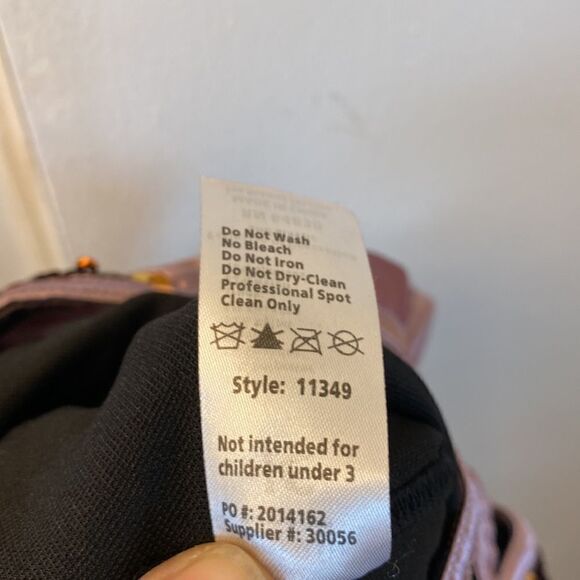 Do Not Wash
No Bleach
Do Not Iron
Do Not Dry-Clean
Professional Spot
Clean Only
Style: 11349
Not intended for
children under 3
PO #: 2014162
Supplier #: 30056